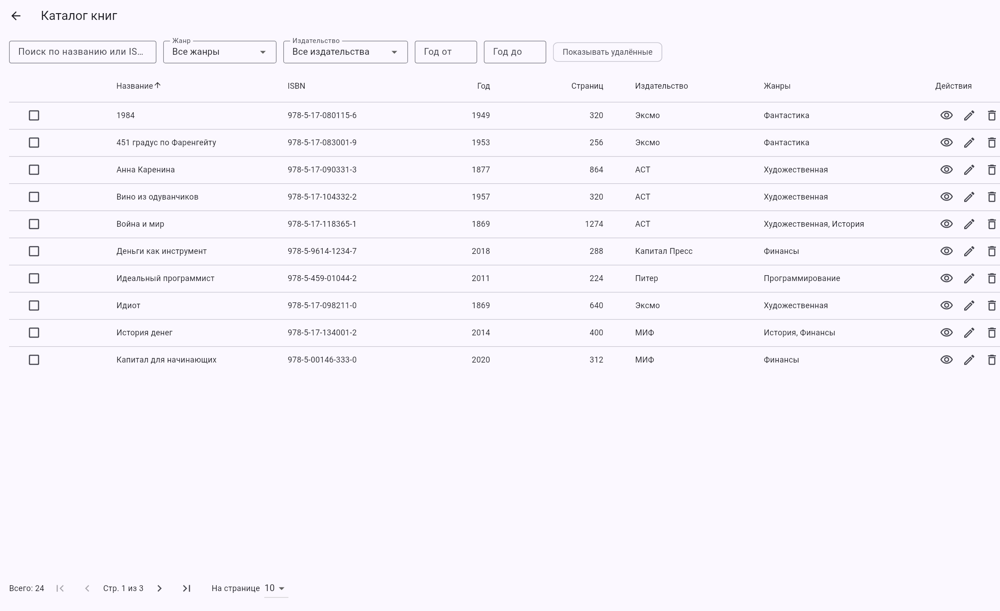 Каталог книг
Поиск по названию или IS... Жанр Все жанры Издательство Все издательства Год от Год до Показывать удалённые
Название ISBN Год Страниц Издательство Жанры Действия
1984 978-5-17-080115-6 1949 320 Эксмо Фантастика
451 градус по Фаренгейту 978-5-17-083001-9 1953 256 Эксмо Фантастика
Анна Каренина 978-5-17-090331-3 1877 864 АСТ Художественная
Вино из одуванчиков 978-5-17-104332-2 1957 320 АСТ Художественная
Война и мир 978-5-17-118365-1 1869 1274 АСТ Художественная, История
Деньги как инструмент 978-5-9614-1234-7 2018 288 Капитал Пресс Финансы
Идеальный программист 978-5-459-01044-2 2011 224 Питер Программирование
Идиот 978-5-17-098211-0 1869 640 Эксмо Художественная
История денег 978-5-17-134001-2 2014 400 МИФ История, Финансы
Капитал для начинающих 978-5-00146-333-0 2020 312 МИФ Финансы
Всего: 24 Стр. 1 из 3 На странице 10